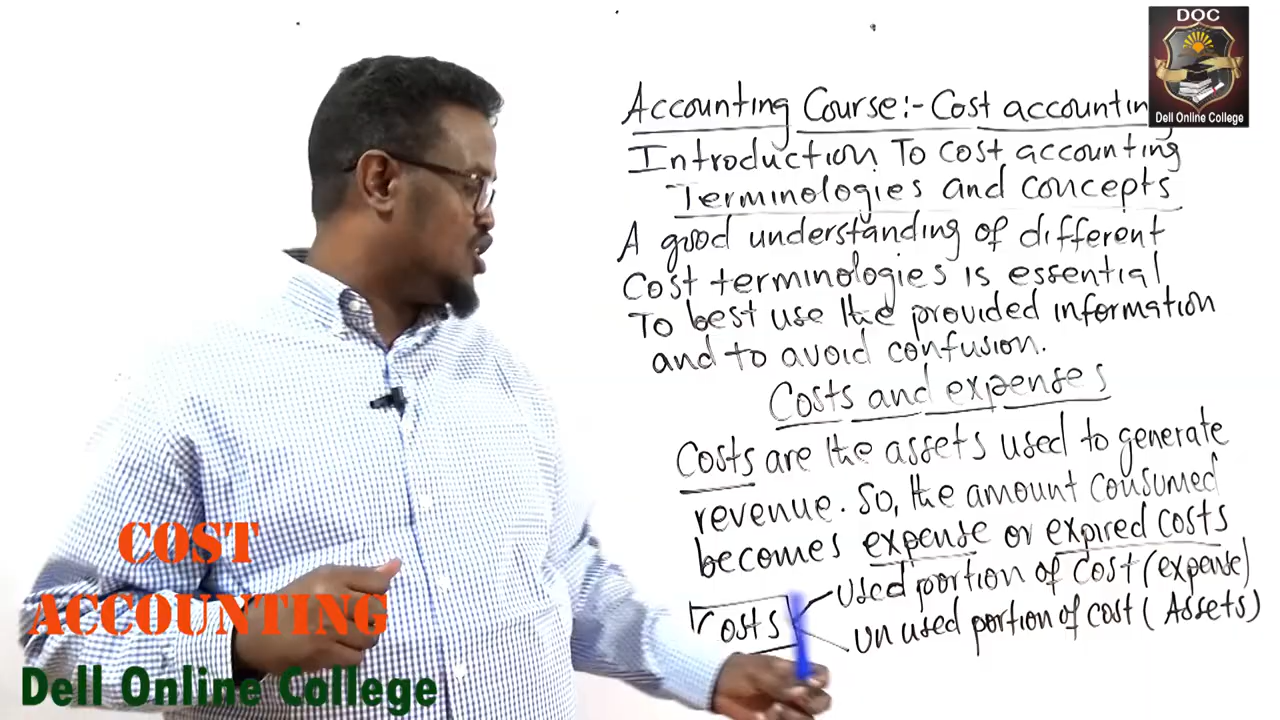 DOC
Dell Online College
Accounting Course:- Cost accounting
Introduction To cost accounting
Terminologies and concepts
A good understanding of different
Cost terminologies is essential
To best use the provided information
and to avoid confusion.
Costs and expenses
Costs are the assets used to generate
revenue. So, the amount consumed
becomes expense or expired costs
Used portion of cost (expense)
Costs
un used portion of cost (Assets)
COST
ACCOUNTING
Dell Online College